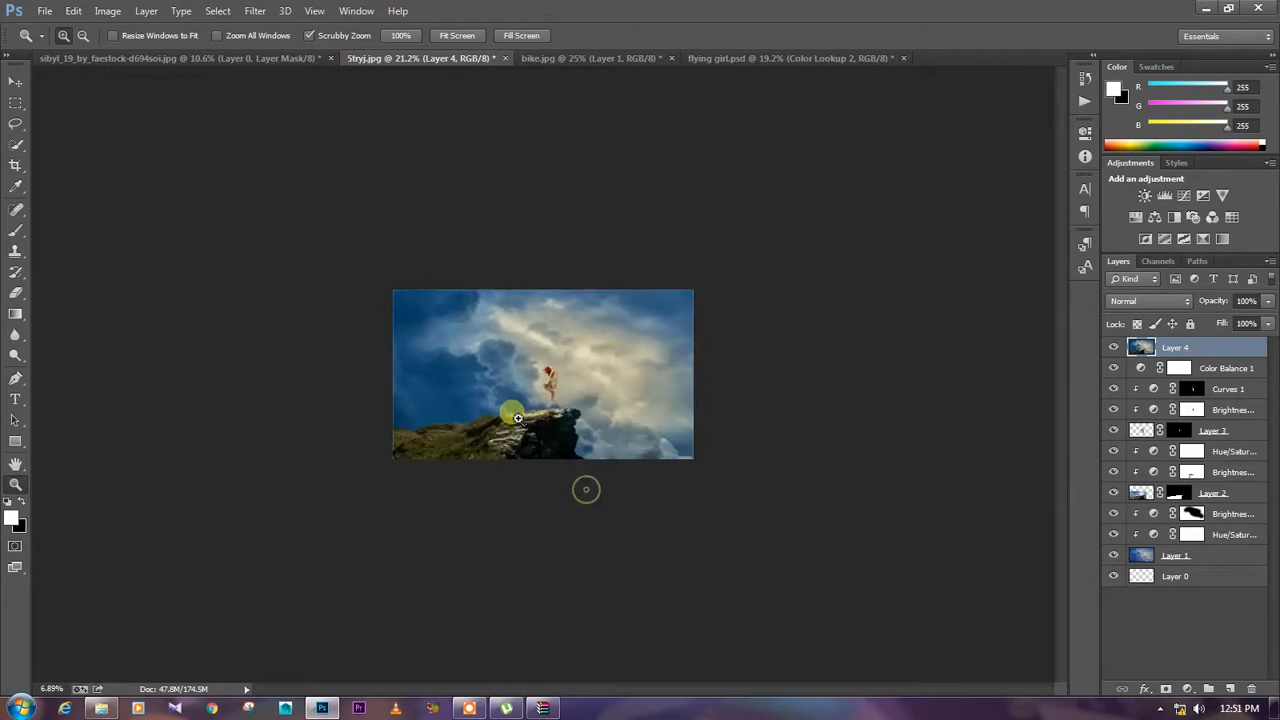 Ps File Edit Image Layer Type Select Filter 3D View Window Help
Resize Windows to Fit Zoom All Windows Scrubby Zoom 100% Fit Screen Fill Screen Essentials
sibyl_19_by_faestock-d694soi.jpg @ 10.6% (Layer 0, Layer Mask/8) * × 5tryj.jpg @ 21.2% (Layer 4, RGB/8) * × bike.jpg @ 25% (Layer 1, RGB/8) * × flying girl.psd @ 19.2% (Color Lookup 2, RGB/8) * ×
Color Swatches
R 255
G 255
B 255
Adjustments Styles
Add an adjustment
Layers Channels Paths
Kind
Normal Opacity: 100%
Lock: Fill: 100%
Layer 4
Color Balance 1
Curves 1
Brightnes...
Layer 3
Hue/Satur...
Brightnes...
Layer 2
Brightnes...
Hue/Satur...
Layer 1
Layer 0
6.89% Doc: 47.8M/174.5M
Ps Pr 12:51 PM